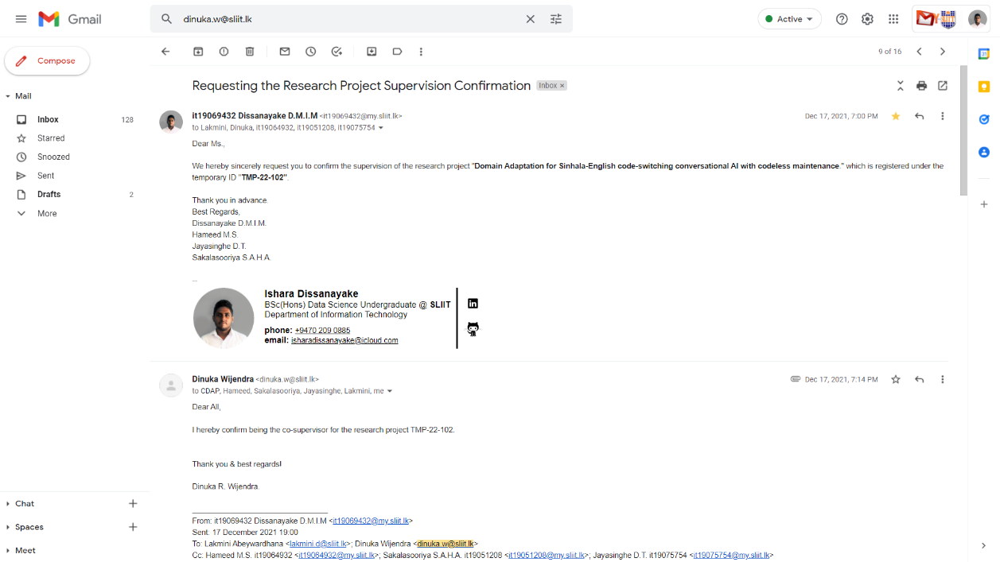 Gmail
dinuka.w@sliit.lk
Active
Compose
9 of 16
Mail
Inbox 128
Starred
Snoozed
Sent
Drafts 2
More
Chat
Spaces
Meet
Requesting the Research Project Supervision Confirmation Inbox ×
it19069432 Dissanayake D.M.I.M <it19069432@my.sliit.lk> Dec 17, 2021, 7:00 PM
to Lakmini, Dinuka, it19064932, it19051208, it19075754
Dear Ms.,
We hereby sincerely request you to confirm the supervision of the research project "Domain Adaptation for Sinhala-English code-switching conversational AI with codeless maintenance." which is registered under the
temporary ID "TMP-22-102".
Thank you in advance.
Best Regards,
Dissanayake D.M.I.M.
Hameed M.S.
Jayasinghe D.T.
Sakalasooriya S.A.H.A.
--
Ishara Dissanayake
BSc(Hons) Data Science Undergraduate @ SLIIT
Department of Information Technology
phone: +9470 209 0885
email: isharadissanayake@icloud.com
Dinuka Wijendra <dinuka.w@sliit.lk> Dec 17, 2021, 7:14 PM
to CDAP, Hameed, Sakalasooriya, Jayasinghe, Lakmini, me
Dear All,
I hereby confirm being the co-supervisor for the research project TMP-22-102.
Thank you & best regards!
Dinuka R. Wijendra.
From: it19069432 Dissanayake D.M.I.M <it19069432@my.sliit.lk>
Sent: 17 December 2021 19:00
To: Lakmini Abeywardhana <lakmini.d@sliit.lk>; Dinuka Wijendra <dinuka.w@sliit.lk>
Cc: Hameed M.S. it19064932 <it19064932@my.sliit.lk>; Sakalasooriya S.A.H.A. it19051208 <it19051208@my.sliit.lk>; Jayasinghe D.T. it19075754 <it19075754@my.sliit.lk>